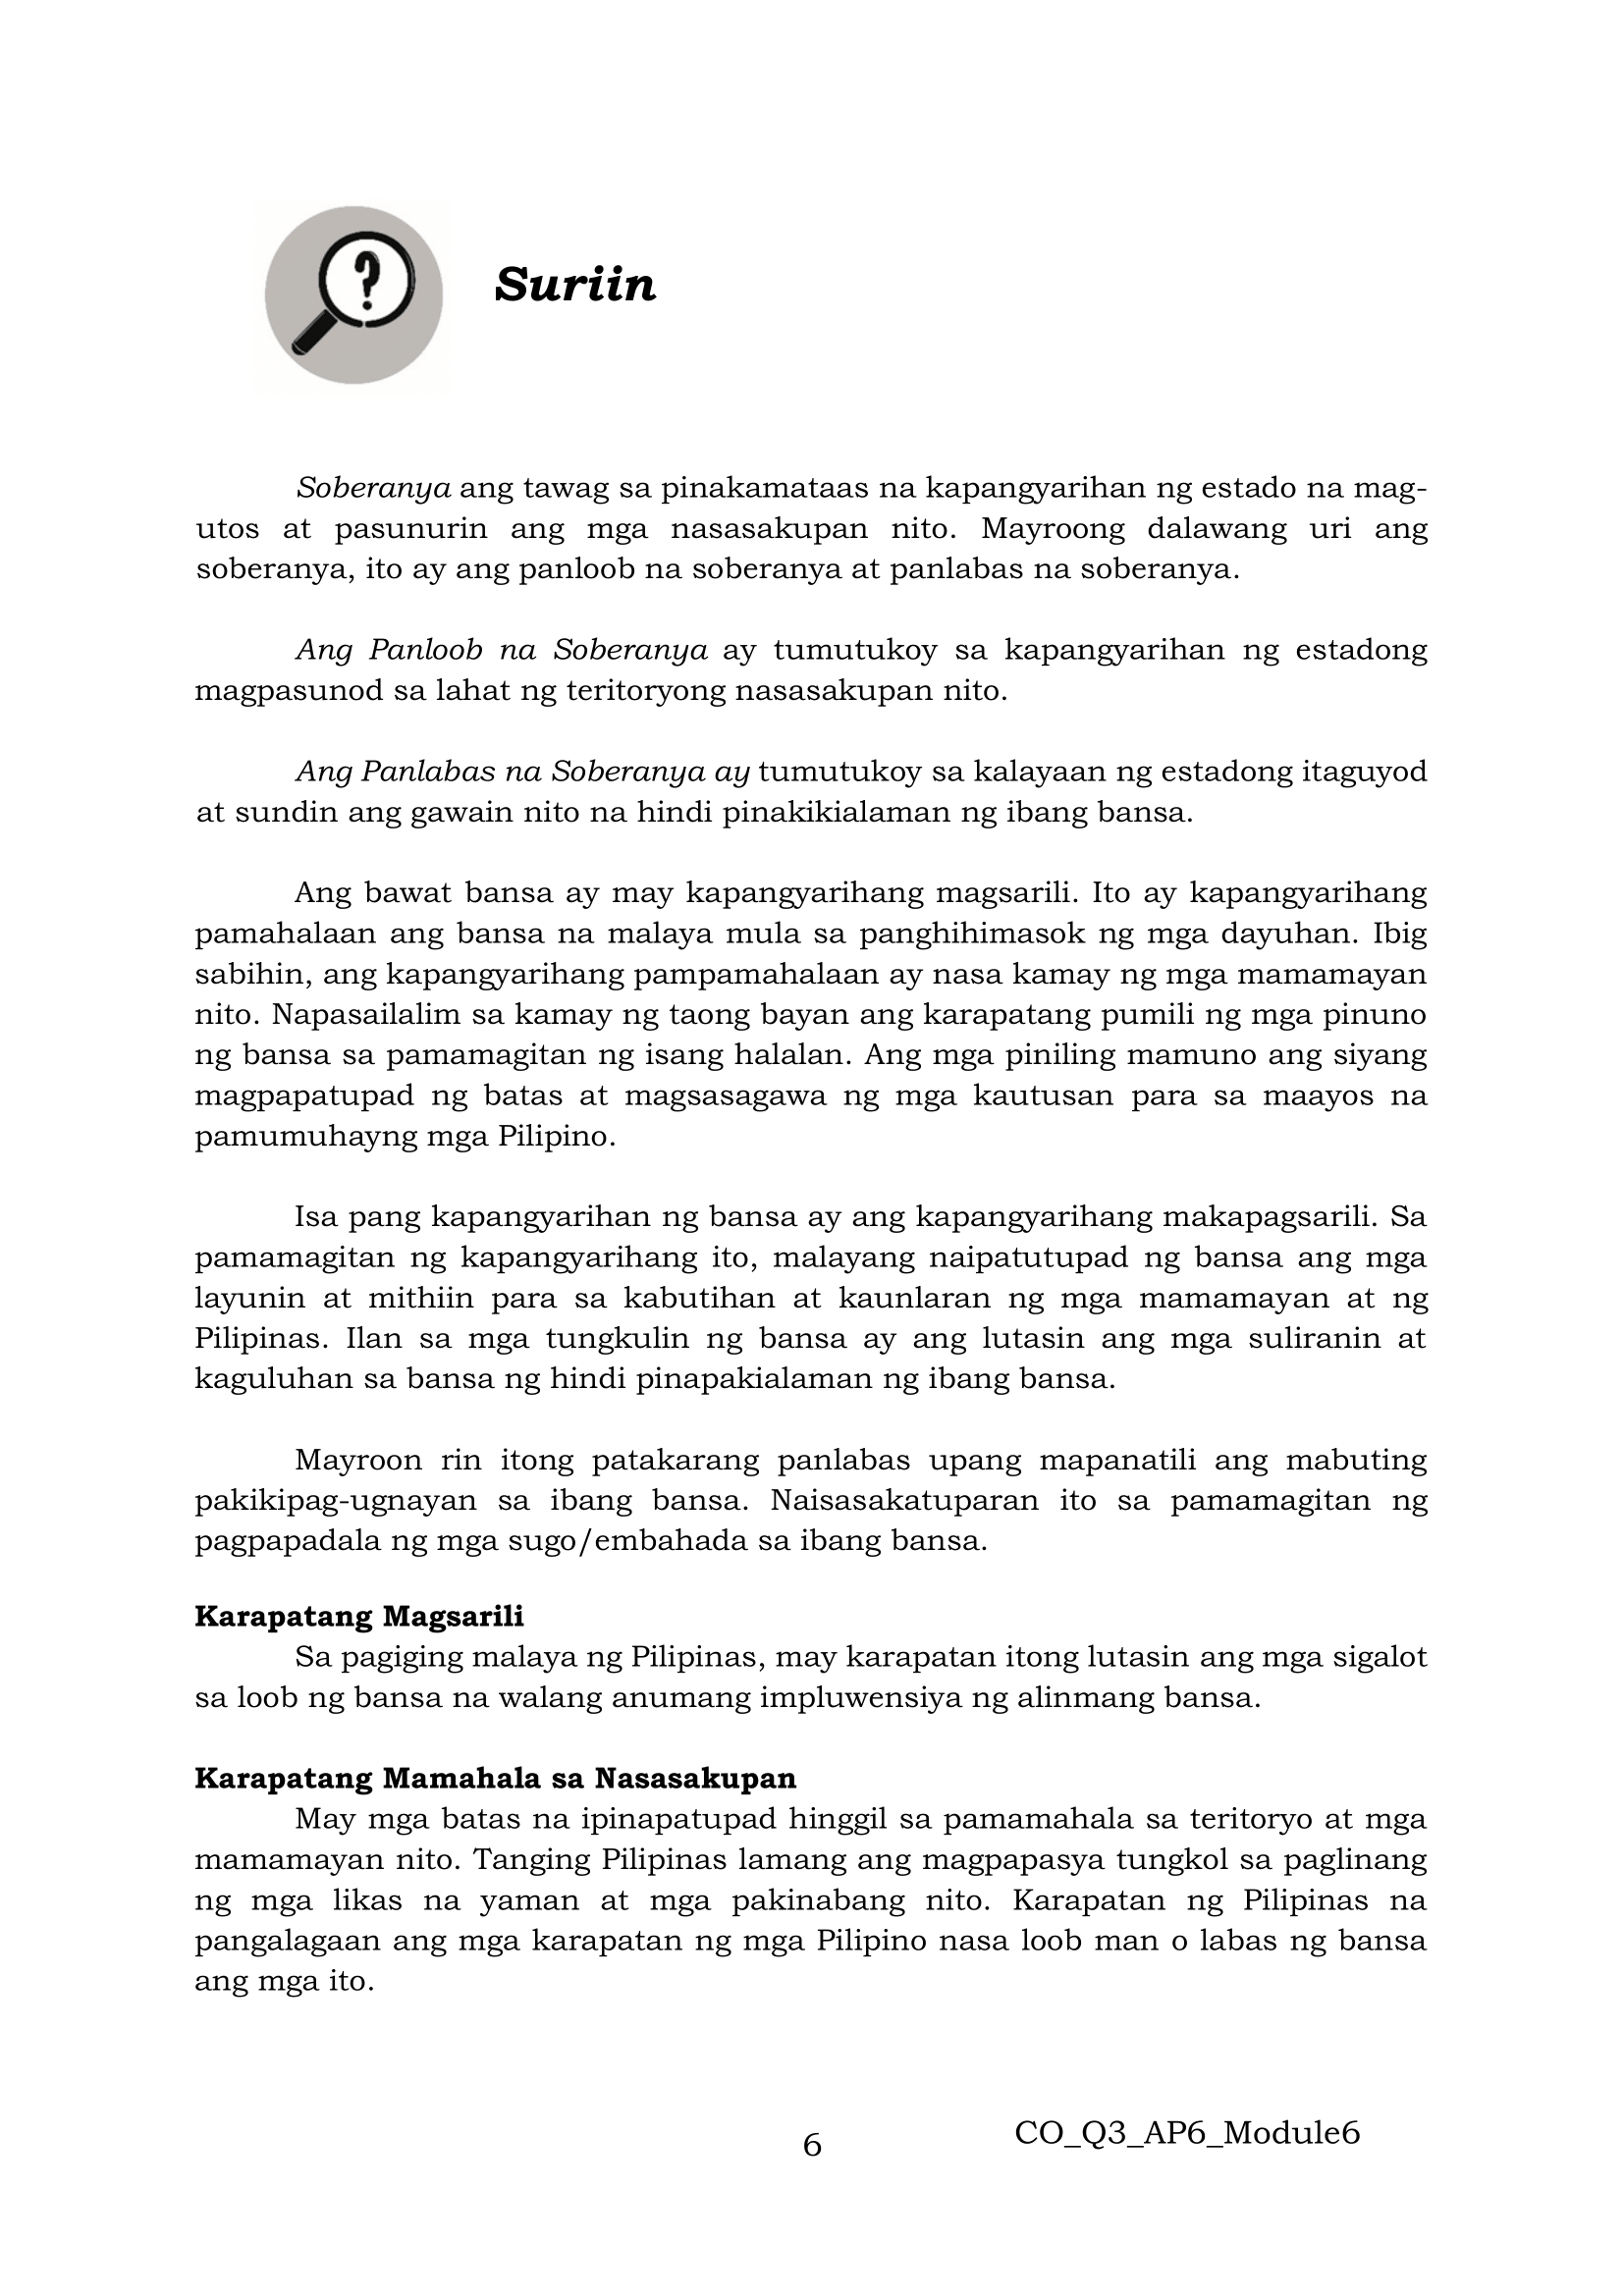 ?
Suriin
Soberanya ang tawag sa pinakamataas na kapangyarihan ng estado na mag-
utos at pasunurin ang mga nasasakupan nito. Mayroong dalawang uri ang
soberanya, ito ay ang panloob na soberanya at panlabas na soberanya.
Ang Panloob na Soberanya ay tumutukoy sa kapangyarihan ng estadong
magpasunod sa lahat ng teritoryong nasasakupan nito.
Ang Panlabas na Soberanya ay tumutukoy sa kalayaan ng estadong itaguyod
at sundin ang gawain nito na hindi pinakikialaman ng ibang bansa.
Ang bawat bansa ay may kapangyarihang magsarili. Ito ay kapangyarihang
pamahalaan ang bansa na malaya mula sa panghihimasok ng mga dayuhan. Ibig
sabihin, ang kapangyarihang pampamahalaan ay nasa kamay ng mga mamamayan
nito. Napasailalim sa kamay ng taong bayan ang karapatang pumili ng mga pinuno
ng bansa sa pamamagitan ng isang halalan. Ang mga piniling mamuno ang siyang
magpapatupad ng batas at magsasagawa ng mga kautusan para sa maayos na
pamumuhayng mga Pilipino.
Isa pang kapangyarihan ng bansa ay ang kapangyarihang makapagsarili. Sa
pamamagitan ng kapangyarihang ito, malayang naipatutupad ng bansa ang mga
layunin at mithiin para sa kabutihan at kaunlaran ng mga mamamayan at ng
Pilipinas. Ilan sa mga tungkulin ng bansa ay ang lutasin ang mga suliranin at
kaguluhan sa bansa ng hindi pinapakialaman ng ibang bansa.
Mayroon rin itong patakarang panlabas upang mapanatili ang mabuting
pakikipag-ugnayan sa ibang bansa. Naisasakatuparan ito sa pamamagitan ng
pagpapadala ng mga sugo/embahada sa ibang bansa.
Karapatang Magsarili
Sa pagiging malaya ng Pilipinas, may karapatan itong lutasin ang mga sigalot
sa loob ng bansa na walang anumang impluwensiya ng alinmang bansa.
Karapatang Mamahala sa Nasasakupan
May mga batas na ipinapatupad hinggil sa pamamahala sa teritoryo at mga
mamamayan nito. Tanging Pilipinas lamang ang magpapasya tungkol sa paglinang
ng mga likas na yaman at mga pakinabang nito. Karapatan ng Pilipinas na
pangalagaan ang mga karapatan ng mga Pilipino nasa loob man o labas ng bansa
ang mga ito.
6
CO_Q3_AP6_Module6